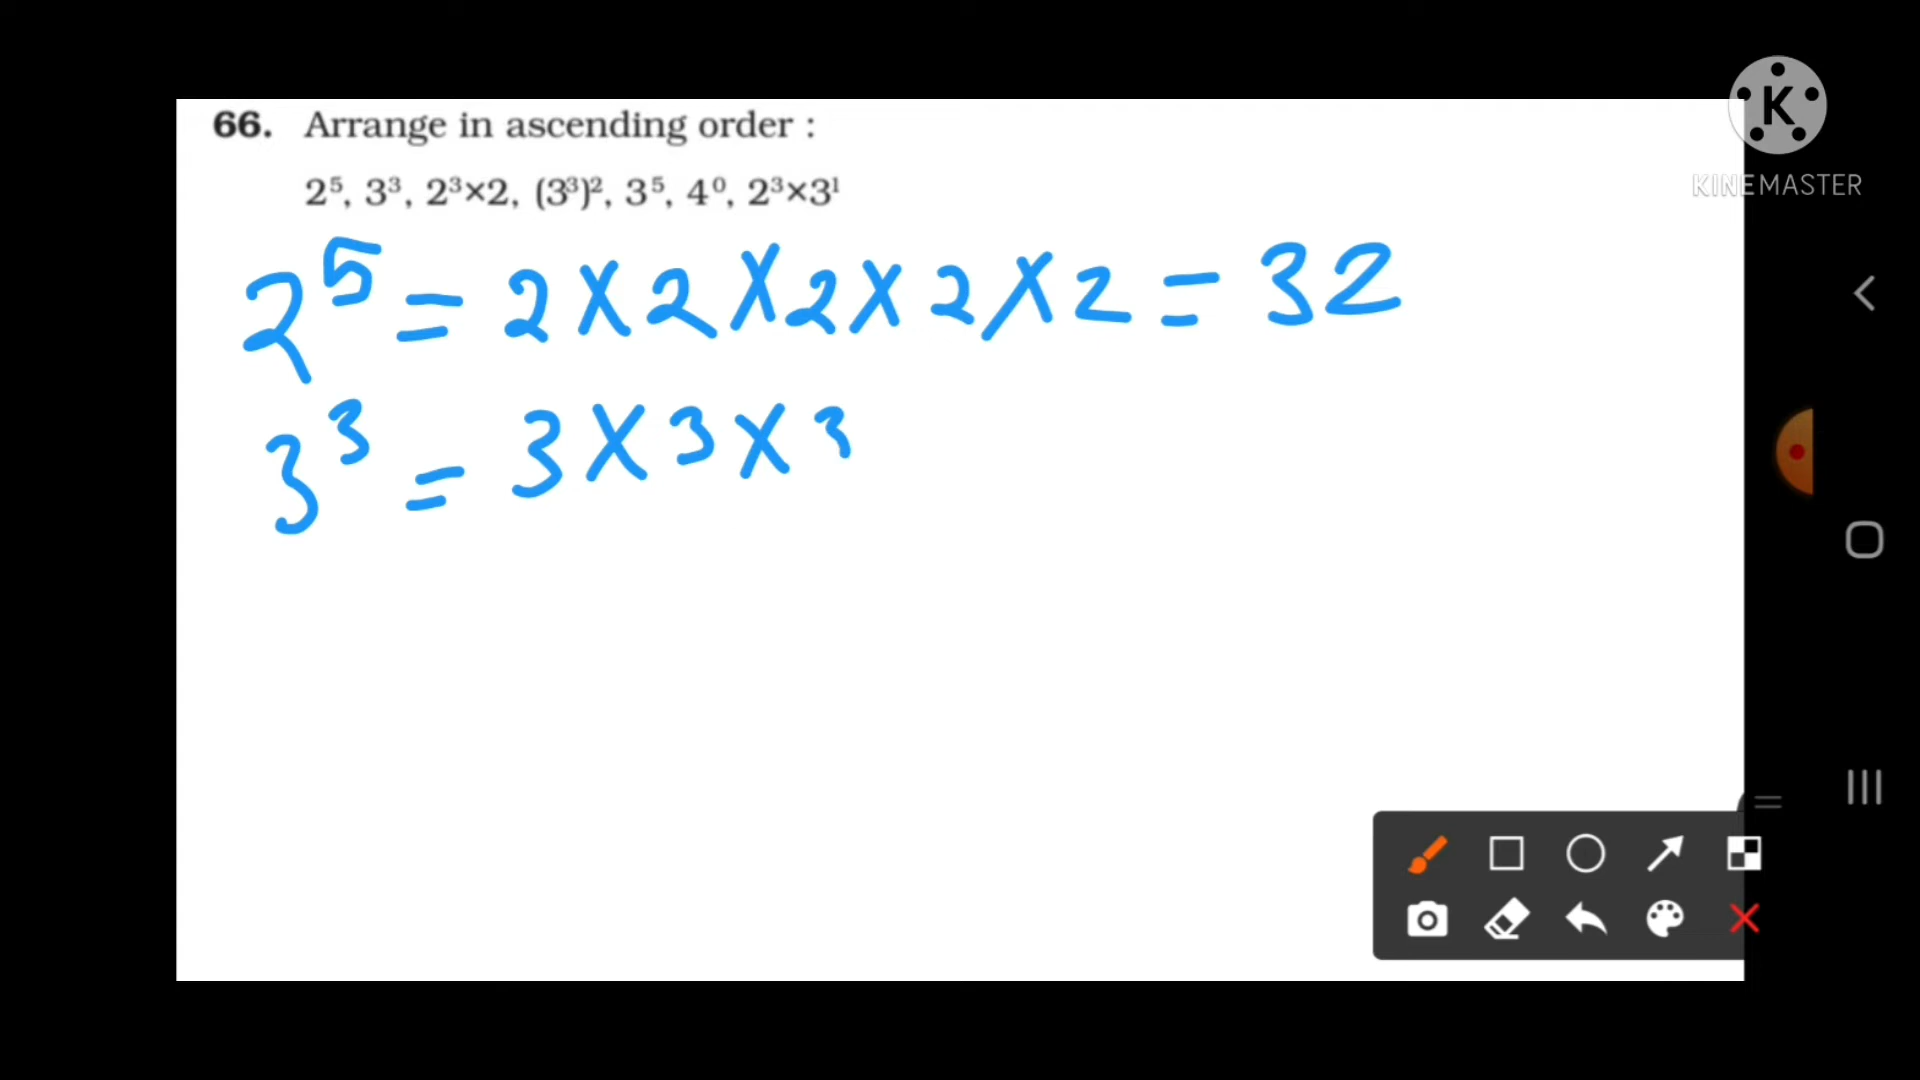 66. Arrange in ascending order :
2⁵, 3³, 2³×2, (3³)², 3⁵, 4⁰, 2³×3¹
2⁵ = 2 × 2 × 2 × 2 × 2 = 32
3³ = 3 × 3 × 3
K
KINEMASTER